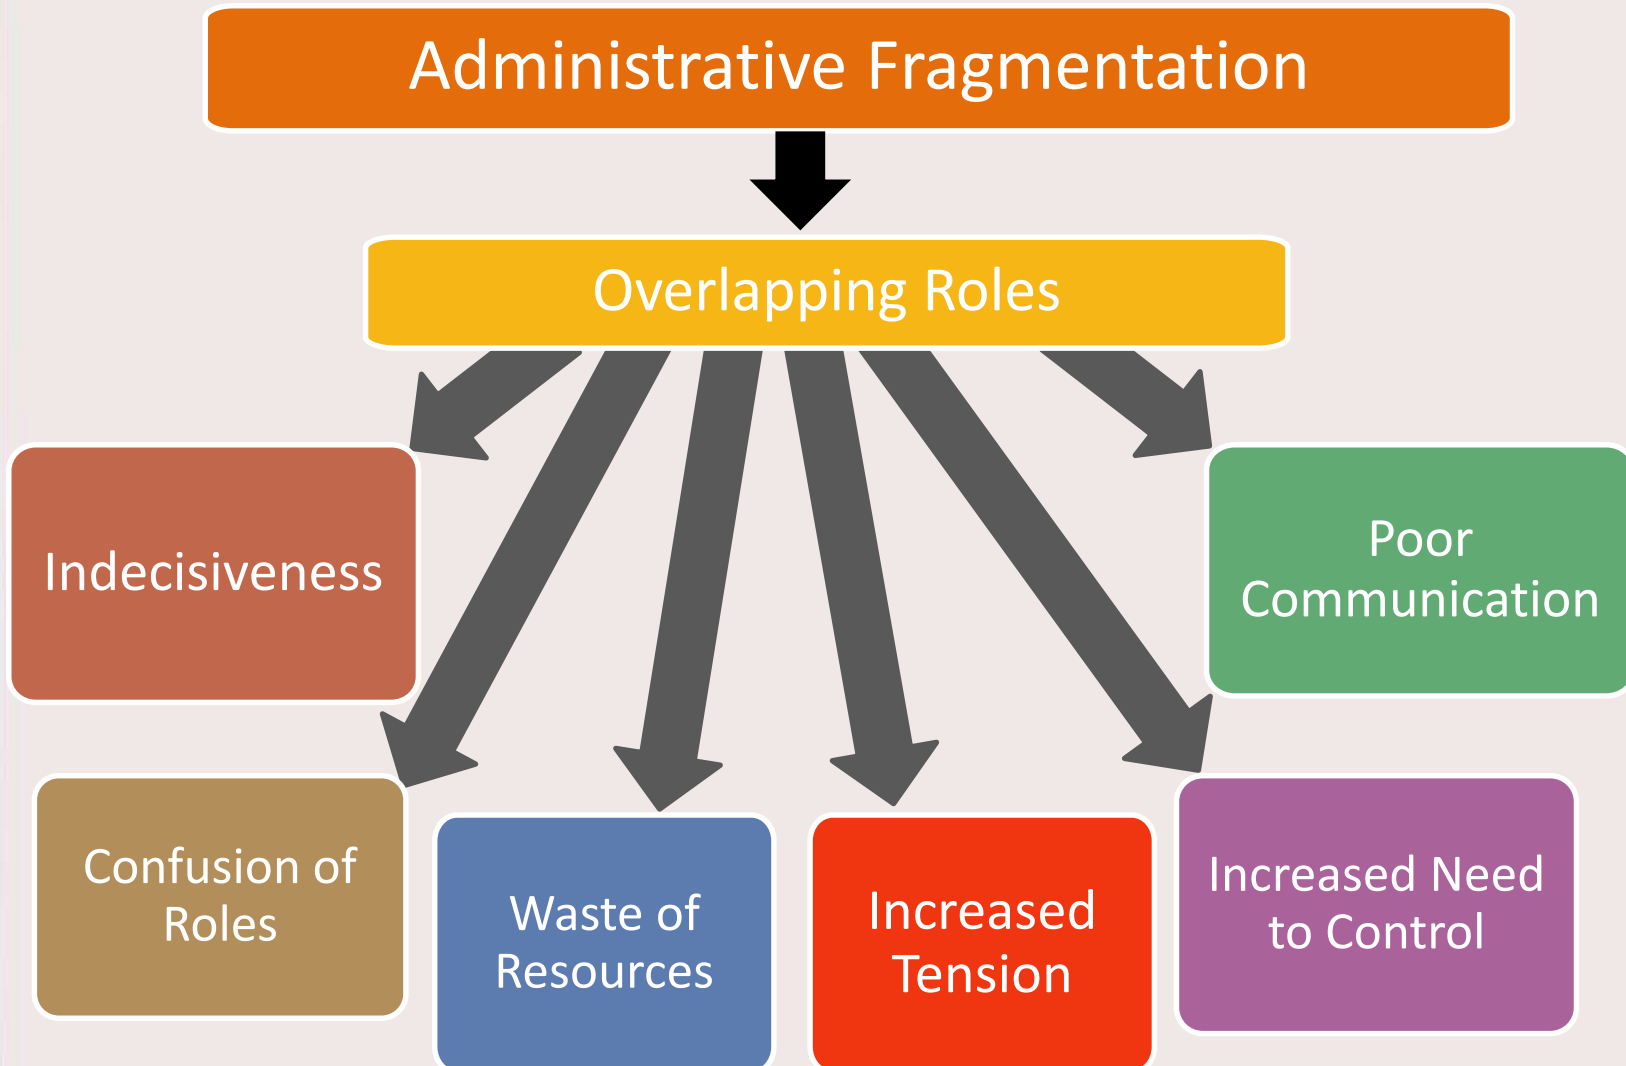 Administrative Fragmentation
Overlapping Roles
Indecisiveness
Poor
Communication
Confusion of
Roles
Waste of
Resources
Increased
Tension
Increased Need
to Control